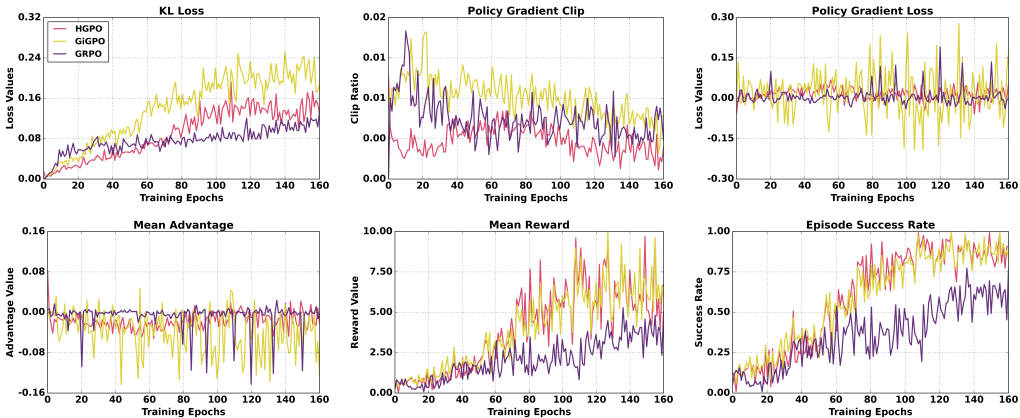 KL Loss
Loss Values
0.32
0.24
0.16
0.08
0.00
HGPO
GiGPO
GRPO
0 20 40 60 80 100 120 140 160
Training Epochs
Policy Gradient Clip
Clip Ratio
0.02
0.01
0.01
0.00
0.00
0 20 40 60 80 100 120 140 160
Training Epochs
Policy Gradient Loss
Loss Values
0.30
0.15
0.00
-0.15
-0.30
0 20 40 60 80 100 120 140 160
Training Epochs
Mean Advantage
Advantage Value
0.16
0.08
0.00
-0.08
-0.16
0 20 40 60 80 100 120 140 160
Training Epochs
Mean Reward
Reward Value
10.00
7.50
5.00
2.50
0.00
0 20 40 60 80 100 120 140 160
Training Epochs
Episode Success Rate
Success Rate
1.00
0.75
0.50
0.25
0.00
0 20 40 60 80 100 120 140 160
Training Epochs